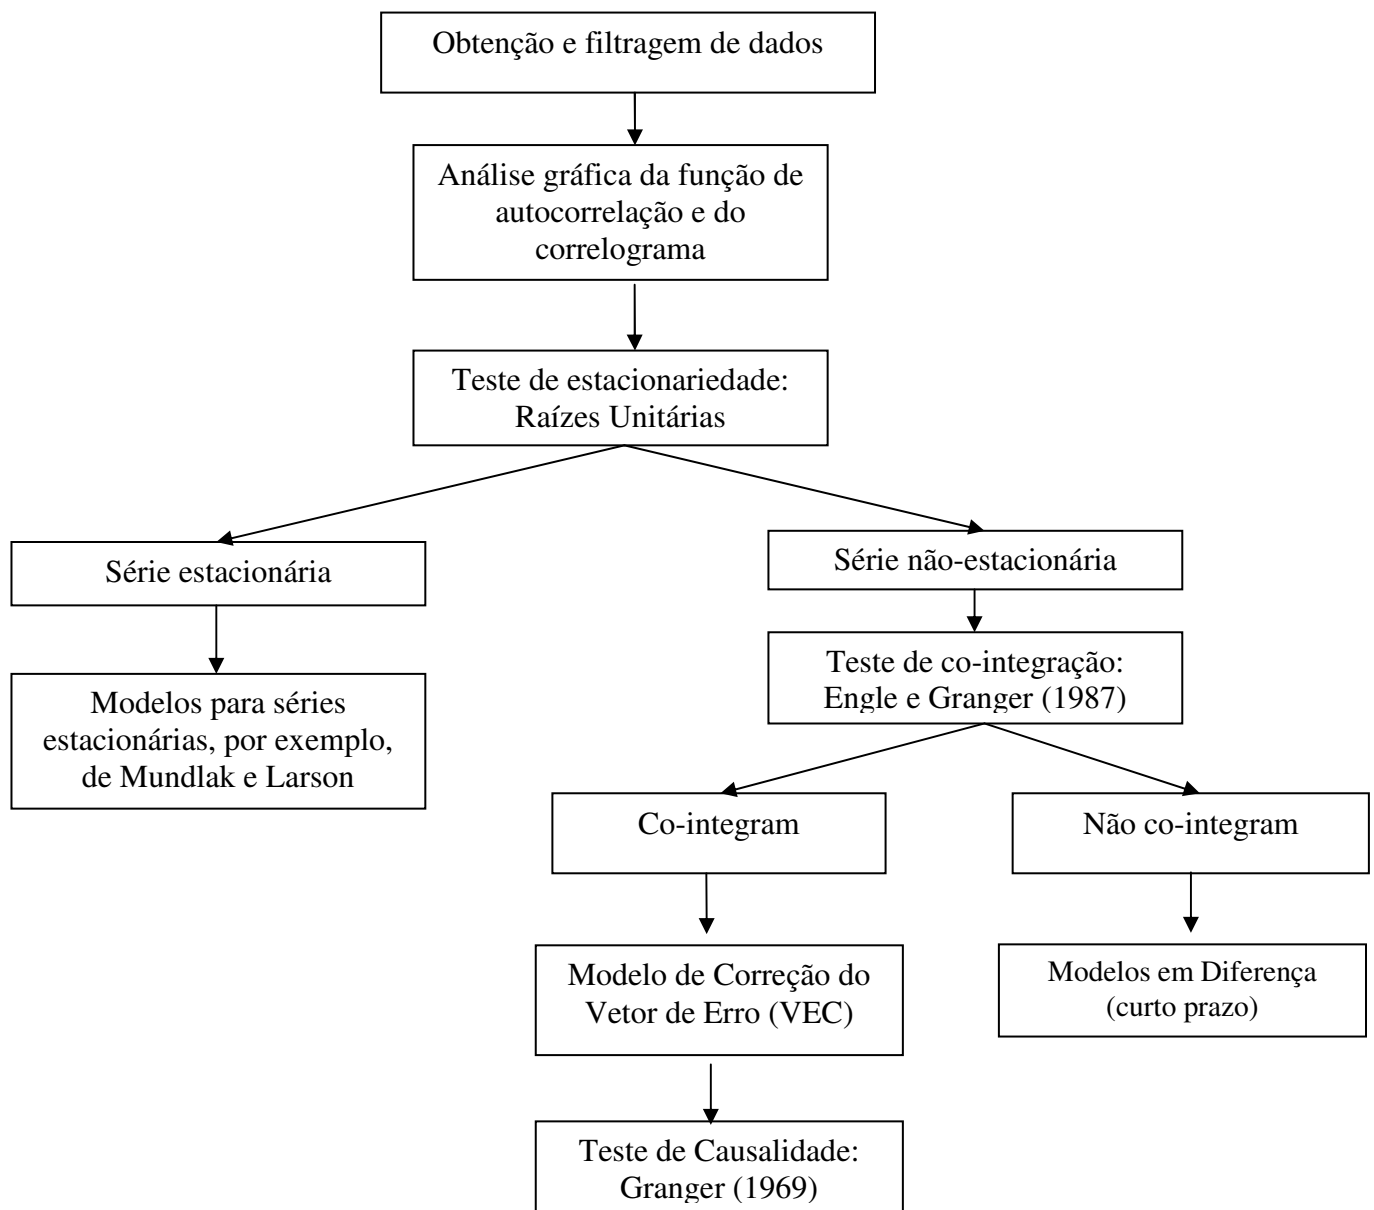 Obtenção e filtragem de dados
Análise gráfica da função de
autocorrelação e do
correlograma
Teste de estacionariedade:
Raízes Unitárias
Série estacionária
Série não-estacionária
Modelos para séries
estacionárias, por exemplo,
de Mundlak e Larson
Teste de co-integração:
Engle e Granger (1987)
Co-integram
Não co-integram
Modelo de Correção do
Vetor de Erro (VEC)
Modelos em Diferença
(curto prazo)
Teste de Causalidade:
Granger (1969)